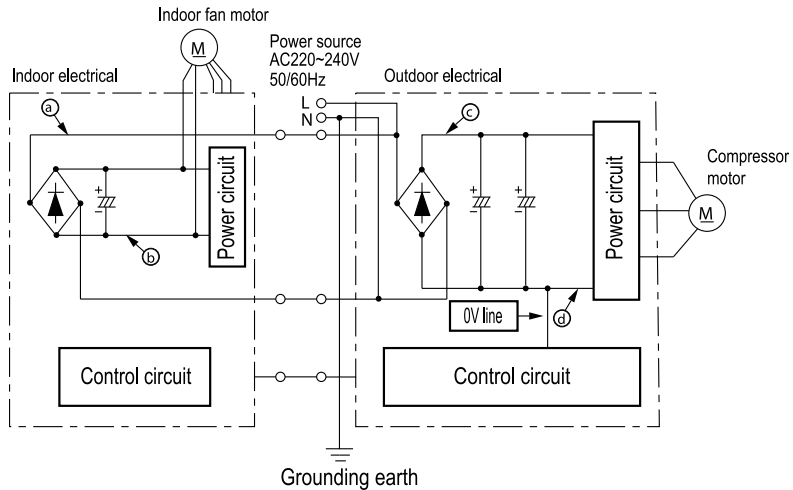 Indoor fan motor
M
Power source
AC220~240V
50/60Hz
Indoor electrical
Outdoor electrical
L
N
a
c
+
−
Power circuit
b
+
−
+
−
Power circuit
Compressor
motor
M
0V line
d
Control circuit
Control circuit
Grounding earth